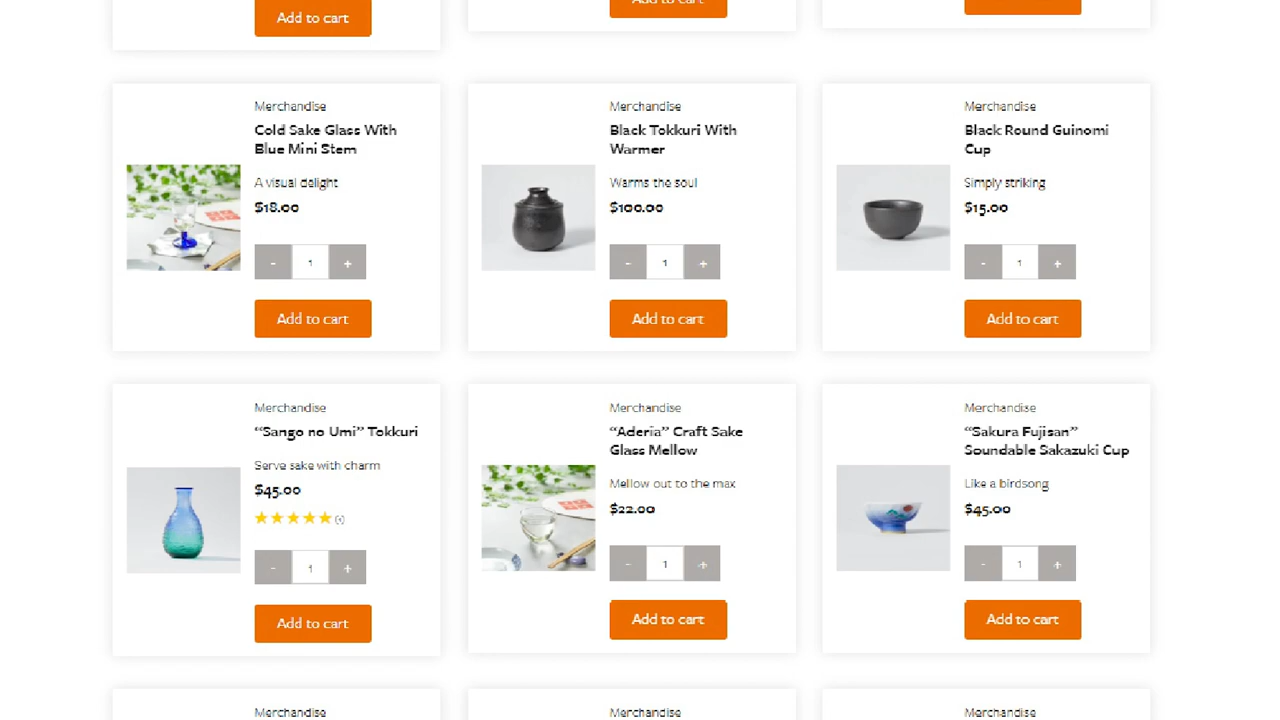 Add to cart
Add to cart
Merchandise
Cold Sake Glass With
Blue Mini Stem
A visual delight
$18.00
- 1 +
Add to cart
Merchandise
Black Tokkuri With
Warmer
Warms the soul
$100.00
- 1 +
Add to cart
Merchandise
Black Round Guinomi
Cup
Simply striking
$15.00
- 1 +
Add to cart
Merchandise
“Sango no Umi” Tokkuri
Serve sake with charm
$45.00
- 1 +
Add to cart
Merchandise
“Aderia” Craft Sake
Glass Mellow
Mellow out to the max
$22.00
- 1 +
Add to cart
Merchandise
“Sakura Fujisan”
Soundable Sakazuki Cup
Like a birdsong
$45.00
- 1 +
Add to cart
Merchandise
Merchandise
Merchandise